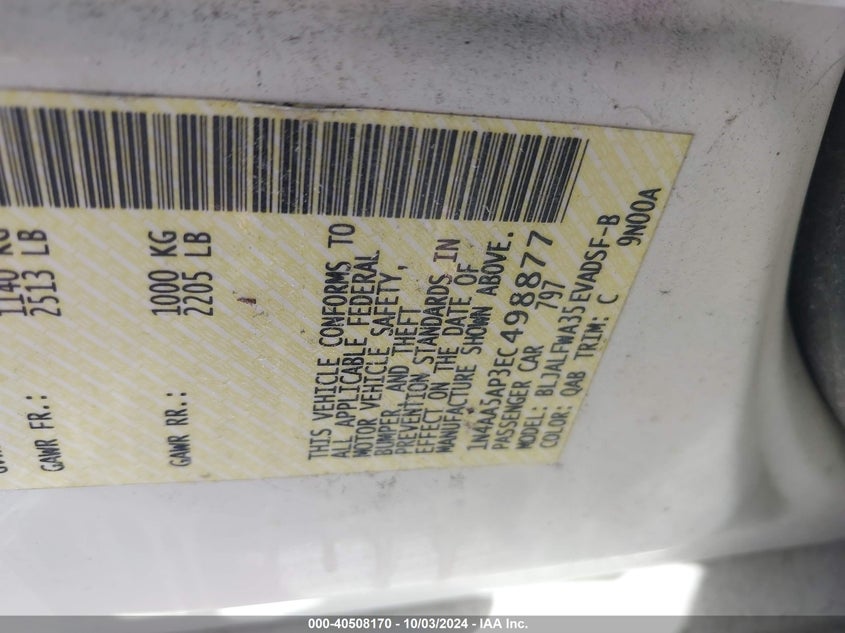 1140 KG
2513 LB
GAWR FR.:
1000 KG
2205 LB
GAWR RR.:
THIS VEHICLE CONFORMS TO
ALL APPLICABLE FEDERAL
MOTOR VEHICLE SAFETY,
BUMPER, AND THEFT
PREVENTION STANDARDS IN
EFFECT ON THE DATE OF
MANUFACTURE SHOWN ABOVE.
1N4AA5AP3EC498877
PASSENGER CAR 797
MODEL: BLJALFWA35EVADSF-B
COLOR: QAB TRIM: C 9N00A
000-40508170 - 10/03/2024 - IAA Inc.